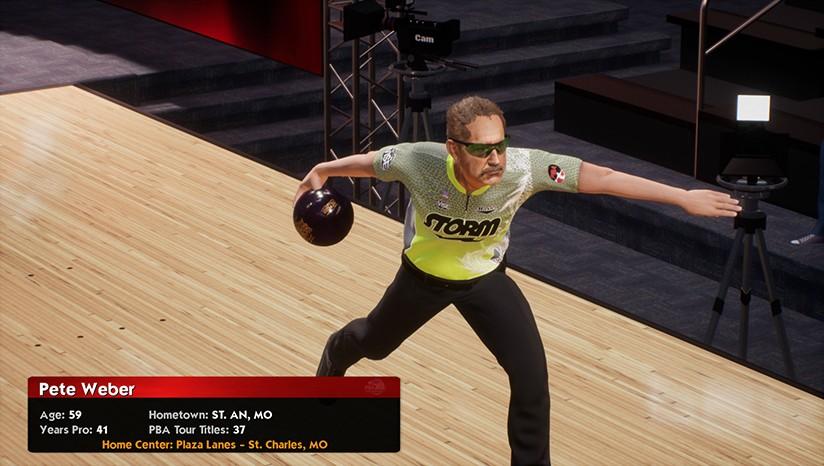 Cam
STORM
Pete Weber
Age: 59
Hometown: ST. AN, MO
Years Pro: 41
PBA Tour Titles: 37
Home Center: Plaza Lanes - St. Charles, MO